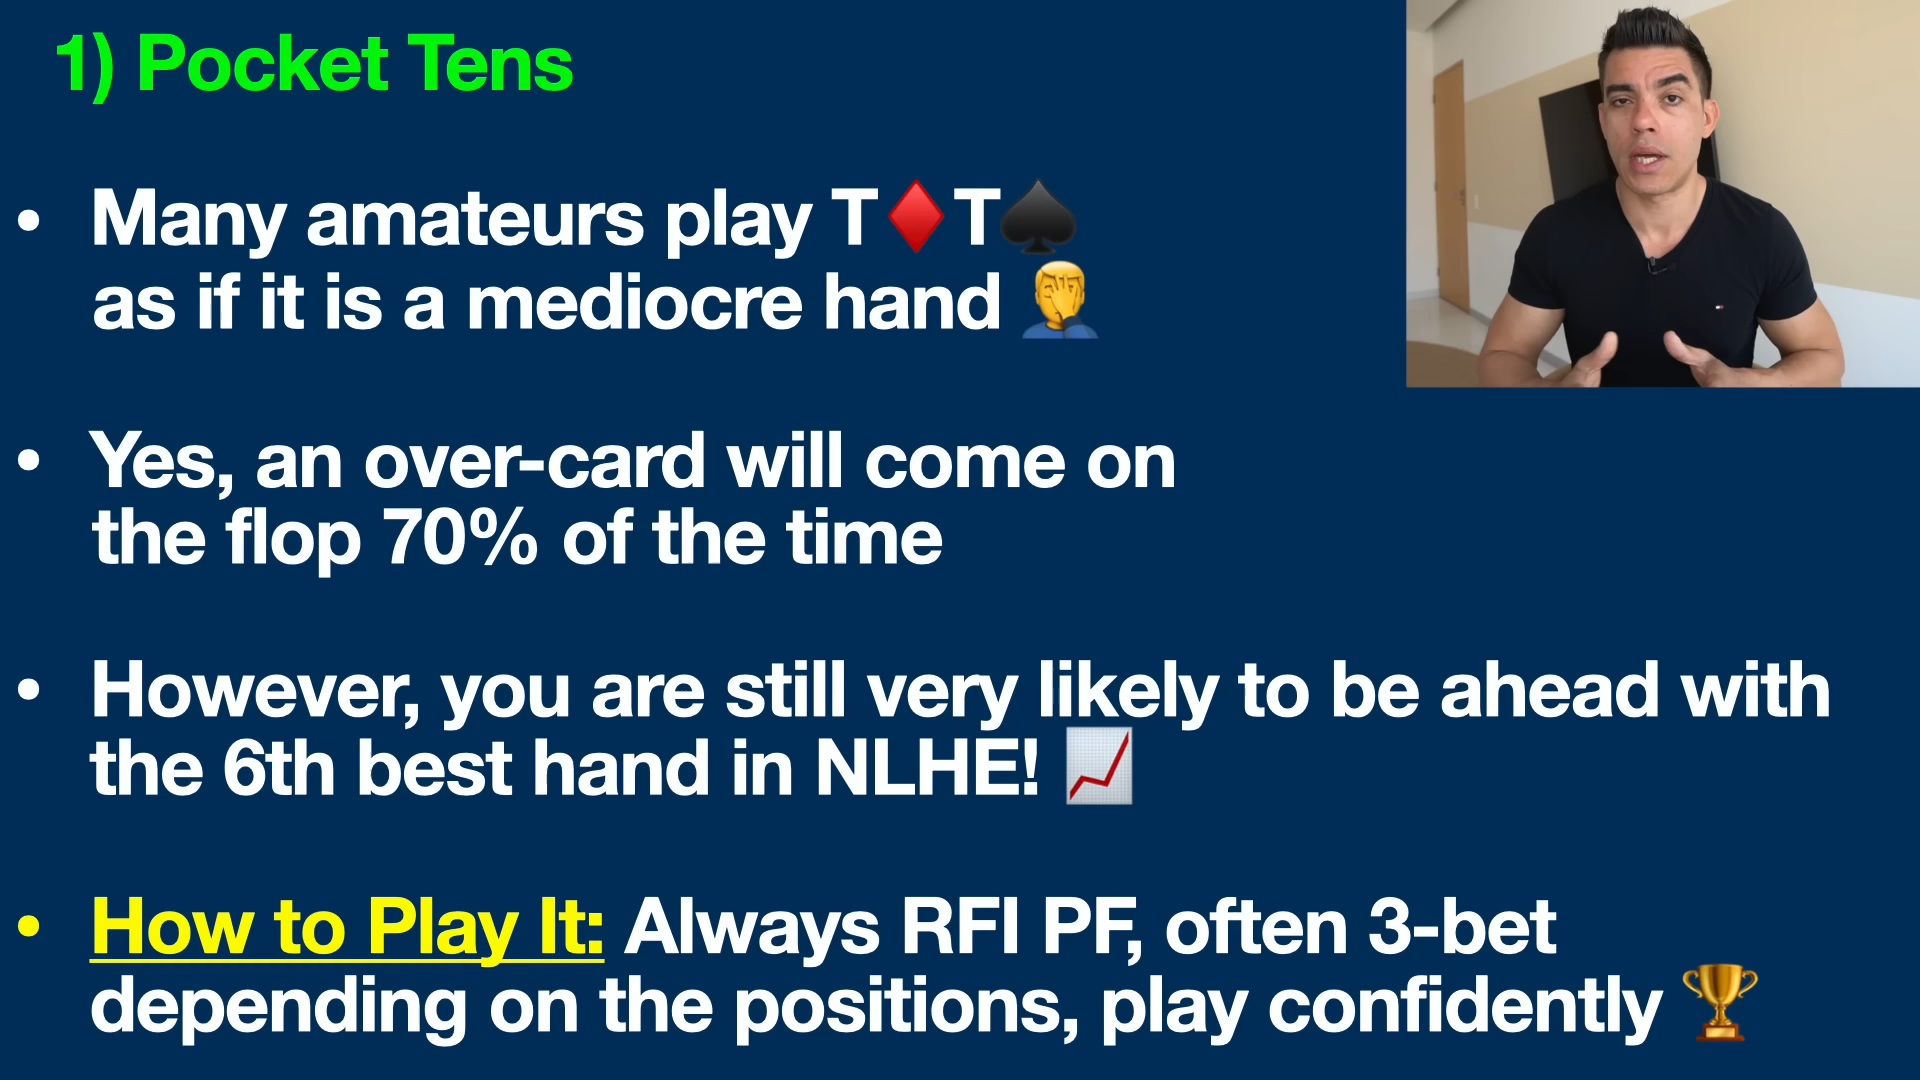 1) Pocket Tens
• Many amateurs play T♦️T♠️
as if it is a mediocre hand 🤦‍♂️
• Yes, an over-card will come on
the flop 70% of the time
• However, you are still very likely to be ahead with
the 6th best hand in NLHE! 📈
• How to Play It: Always RFI PF, often 3-bet
depending on the positions, play confidently 🏆